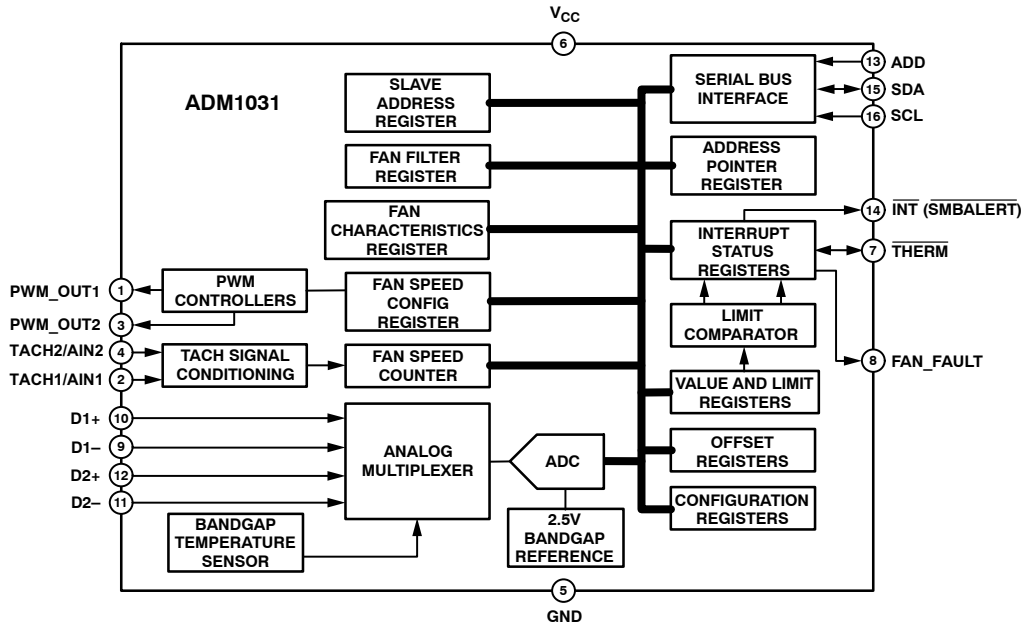 V_CC
6
ADM1031
SLAVE
ADDRESS
REGISTER
FAN FILTER
REGISTER
FAN
CHARACTERISTICS
REGISTER
PWM_OUT1
1
PWM
CONTROLLERS
FAN SPEED
CONFIG
REGISTER
PWM_OUT2
3
TACH2/AIN2
4
TACH SIGNAL
CONDITIONING
FAN SPEED
COUNTER
TACH1/AIN1
2
D1+
10
D1–
9
D2+
12
D2–
11
ANALOG
MULTIPLEXER
ADC
BANDGAP
TEMPERATURE
SENSOR
2.5V
BANDGAP
REFERENCE
SERIAL BUS
INTERFACE
13 ADD
15 SDA
16 SCL
ADDRESS
POINTER
REGISTER
INTERRUPT
STATUS
REGISTERS
14 INT (SMBALERT)
7 THERM
LIMIT
COMPARATOR
8 FAN_FAULT
VALUE AND LIMIT
REGISTERS
OFFSET
REGISTERS
CONFIGURATION
REGISTERS
5
GND